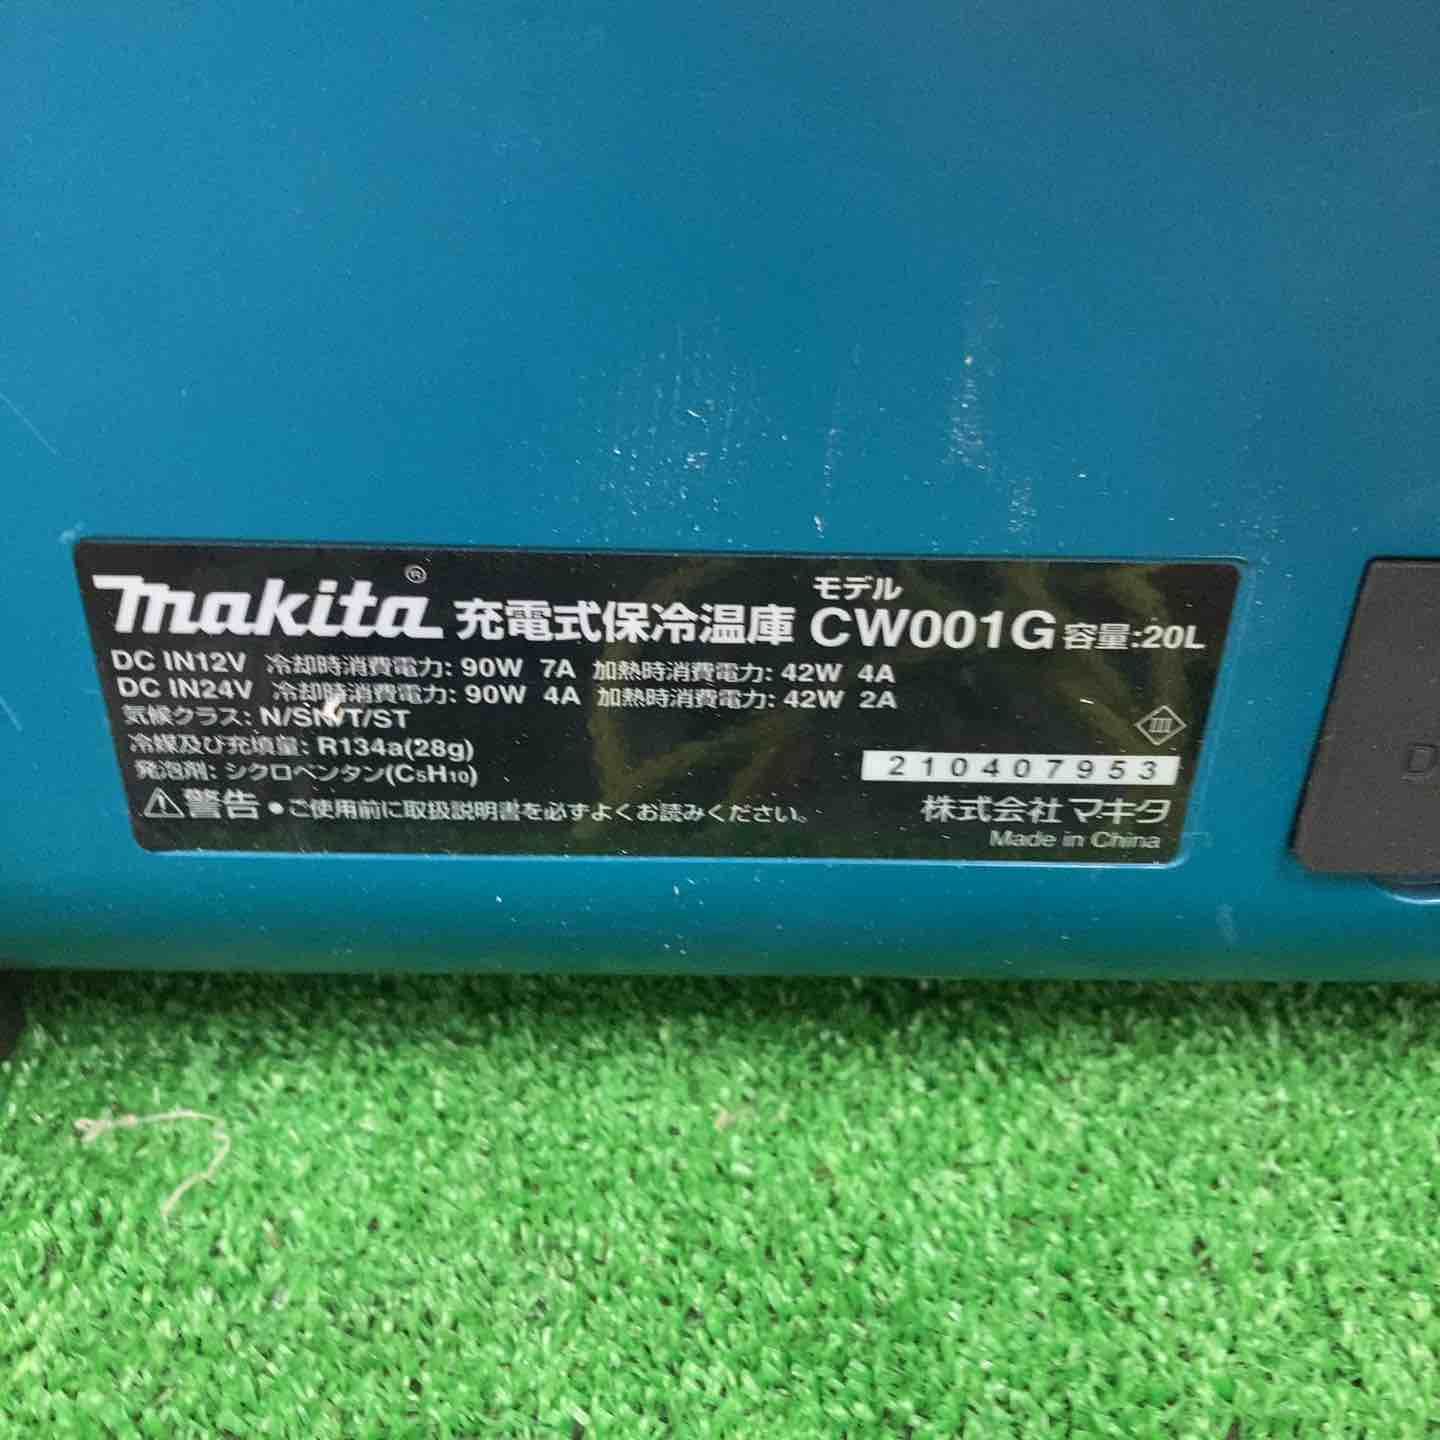 makita® 充電式保冷温庫 モデル CW001G 容量:20L
DC IN12V 冷却時消費電力: 90W 7A 加熱時消費電力: 42W 4A
DC IN24V 冷却時消費電力: 90W 4A 加熱時消費電力: 42W 2A
気候クラス: N/SN/T/ST
冷媒及び充填量: R134a(28g)
発泡剤: シクロペンタン(C5H10)
210407953
⚠警告 ●ご使用前に取扱説明書を必ずよくお読みください。
株式会社 マキタ
Made in China
III
D